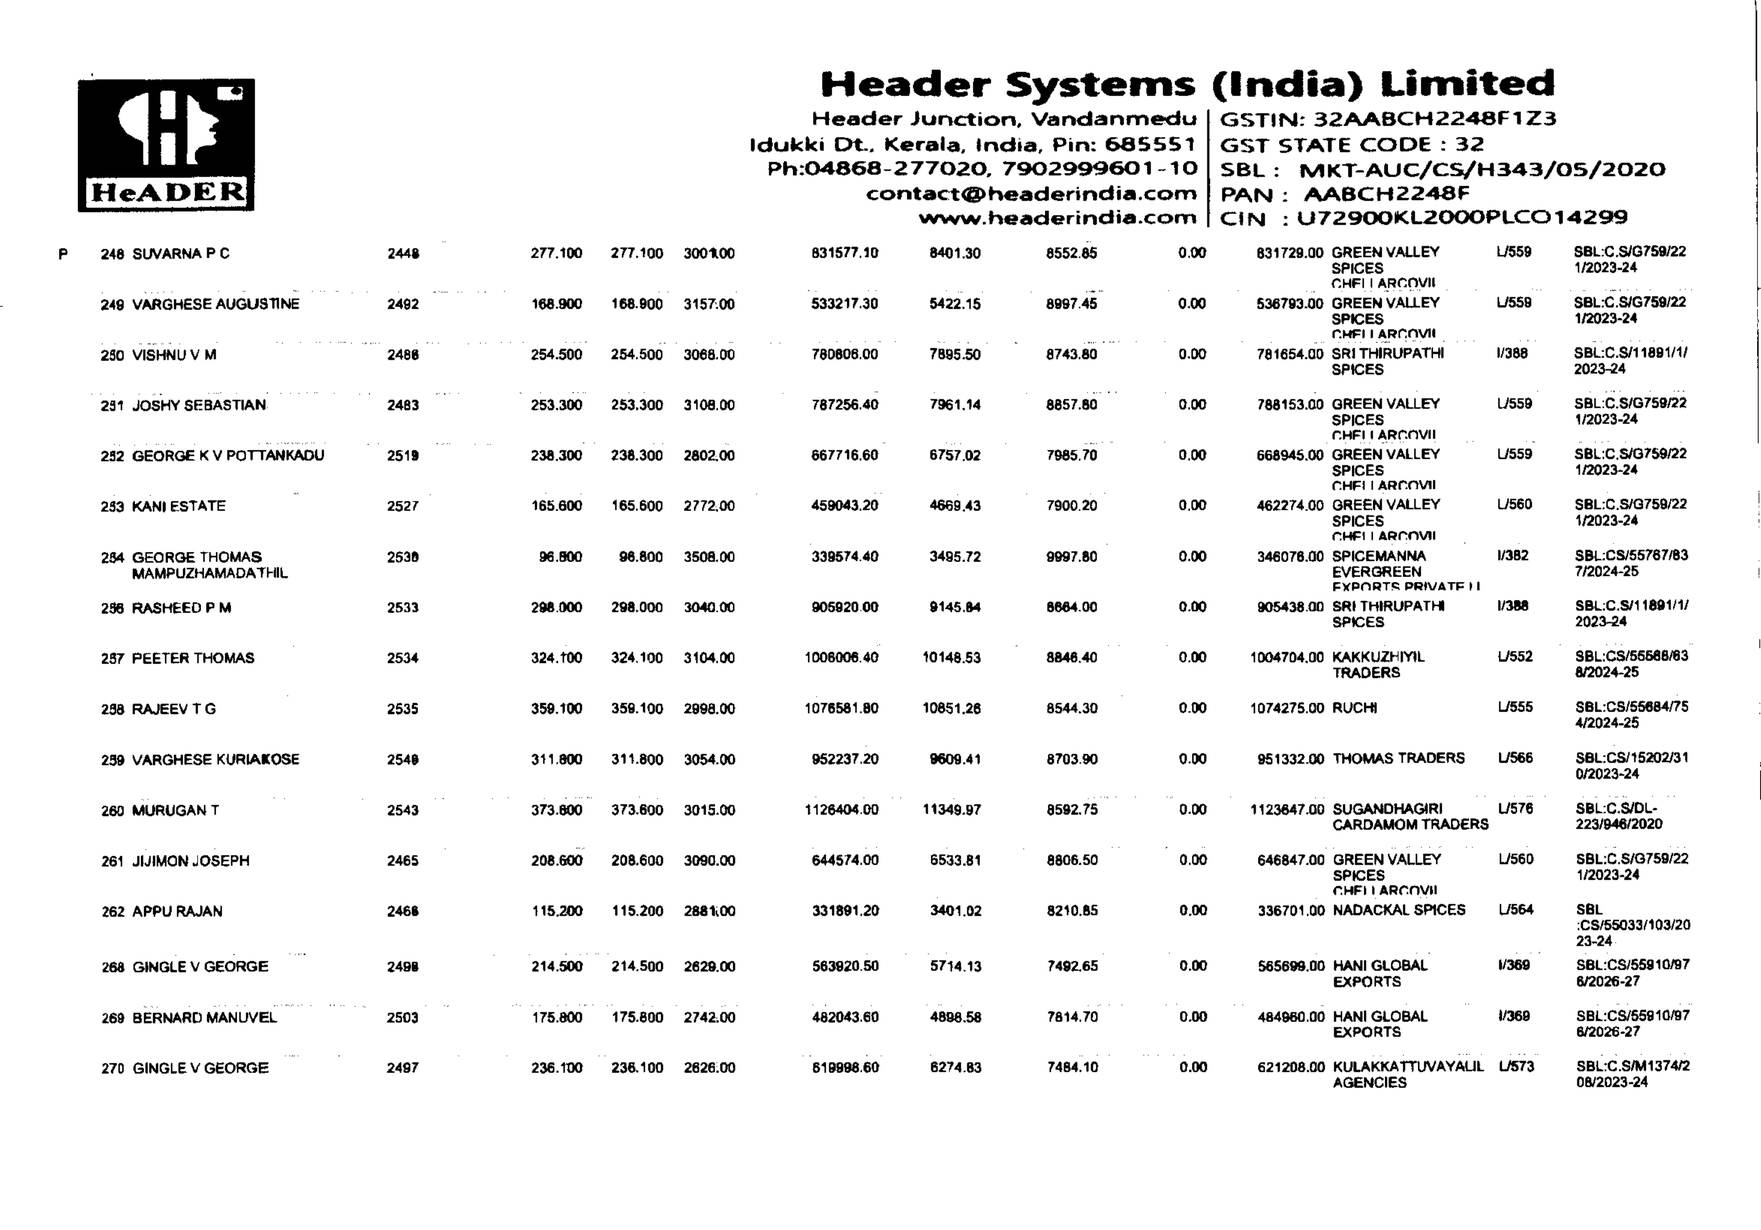 Header Systems (India) Limited
Header Junction, Vandanmedu
Idukki Dt., Kerala, India, Pin: 685551
Ph:04868-277020, 7902999601-10
contact@headerindia.com
www.headerindia.com
GSTIN: 32AABCH2248F1Z3
GST STATE CODE : 32
SBL : MKT-AUC/CS/H343/05/2020
PAN : AABCH2248F
CIN : U72900KL2000PLC014299
HeADER
P 248 SUVARNA P C 2448 277.100 277.100 3001.00 831577.10 8401.30 8552.85 0.00 831729.00 GREEN VALLEY L/559 SBL:C.S/G759/22
SPICES 1/2023-24
CHELLARCOVIL
249 VARGHESE AUGUSTINE 2492 168.900 168.900 3157.00 533217.30 5422.15 8997.45 0.00 536793.00 GREEN VALLEY L/559 SBL:C.S/G759/22
SPICES 1/2023-24
CHELLARCOVIL
250 VISHNU V M 2486 254.500 254.500 3068.00 780806.00 7895.50 8743.80 0.00 781654.00 SRI THIRUPATHI I/388 SBL:C.S/11891/1/
SPICES 2023-24
251 JOSHY SEBASTIAN 2483 253.300 253.300 3108.00 787256.40 7961.14 8857.80 0.00 788153.00 GREEN VALLEY L/559 SBL:C.S/G759/22
SPICES 1/2023-24
CHELLARCOVIL
252 GEORGE K V POTTANKADU 2519 238.300 238.300 2802.00 667716.60 6757.02 7985.70 0.00 668945.00 GREEN VALLEY L/559 SBL:C.S/G759/22
SPICES 1/2023-24
CHELLARCOVIL
253 KANI ESTATE 2527 165.600 165.600 2772.00 459043.20 4669.43 7900.20 0.00 462274.00 GREEN VALLEY L/560 SBL:C.S/G759/22
SPICES 1/2023-24
CHELLARCOVIL
254 GEORGE THOMAS 2530 96.800 96.800 3508.00 339574.40 3495.72 9997.80 0.00 346076.00 SPICEMANNA I/382 SBL:CS/55767/83
MAMPUZHAMADATHIL EVERGREEN 7/2024-25
EXPORTS PRIVATE LI
256 RASHEED P M 2533 298.000 298.000 3040.00 905920.00 9145.84 8664.00 0.00 905438.00 SRI THIRUPATHI I/388 SBL:C.S/11891/1/
SPICES 2023-24
257 PEETER THOMAS 2534 324.100 324.100 3104.00 1006006.40 10148.53 8846.40 0.00 1004704.00 KAKKUZHIYIL L/552 SBL:CS/55568/63
TRADERS 8/2024-25
258 RAJEEV T G 2535 359.100 359.100 2998.00 1076581.80 10851.26 8544.30 0.00 1074275.00 RUCHI L/555 SBL:CS/55684/75
4/2024-25
259 VARGHESE KURIAKOSE 2549 311.800 311.800 3054.00 952237.20 9609.41 8703.90 0.00 951332.00 THOMAS TRADERS L/566 SBL:CS/15202/31
0/2023-24
260 MURUGAN T 2543 373.600 373.600 3015.00 1126404.00 11349.97 8592.75 0.00 1123647.00 SUGANDHAGIRI L/576 SBL:C.S/DL-
CARDAMOM TRADERS 223/946/2020
261 JIJIMON JOSEPH 2465 208.600 208.600 3090.00 644574.00 6533.81 8806.50 0.00 646847.00 GREEN VALLEY L/560 SBL:C.S/G759/22
SPICES 1/2023-24
CHELLARCOVIL
262 APPU RAJAN 2466 115.200 115.200 2881.00 331891.20 3401.02 8210.85 0.00 336701.00 NADACKAL SPICES L/564 SBL
:CS/55033/103/20
23-24
268 GINGLE V GEORGE 2498 214.500 214.500 2629.00 563920.50 5714.13 7492.65 0.00 565699.00 HANI GLOBAL I/369 SBL:CS/55910/97
EXPORTS 6/2026-27
269 BERNARD MANUVEL 2503 175.800 175.800 2742.00 482043.60 4898.58 7814.70 0.00 484960.00 HANI GLOBAL I/369 SBL:CS/55910/97
EXPORTS 6/2026-27
270 GINGLE V GEORGE 2497 236.100 236.100 2626.00 619998.60 6274.83 7484.10 0.00 621208.00 KULAKKATTUVAYALIL L/573 SBL:C.S/M1374/2
AGENCIES 08/2023-24